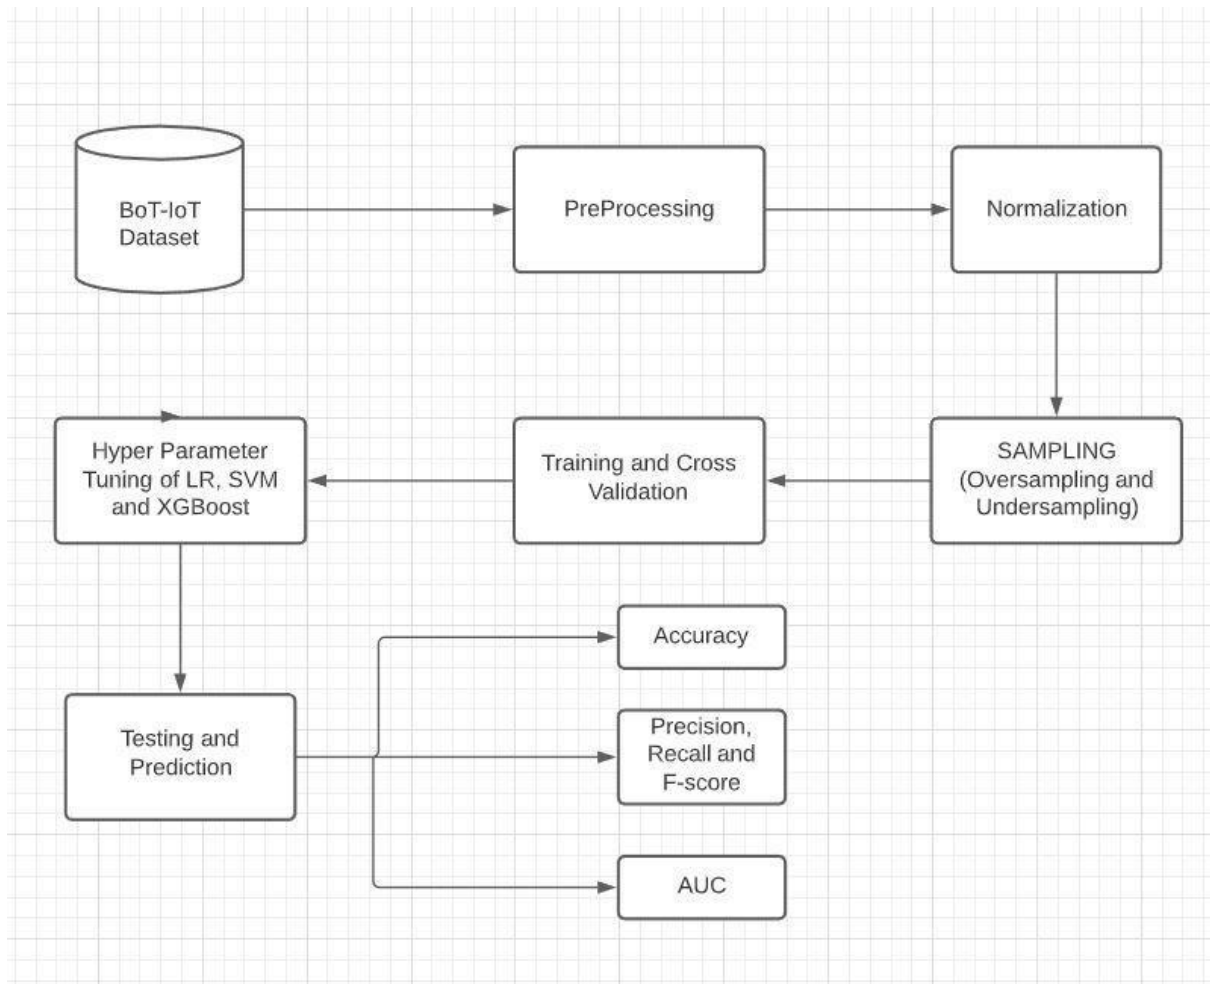 BoT-IoT
Dataset
PreProcessing
Normalization
Hyper Parameter
Tuning of LR, SVM
and XGBoost
Training and Cross
Validation
SAMPLING
(Oversampling and
Undersampling)
Testing and
Prediction
Accuracy
Precision,
Recall and
F-score
AUC